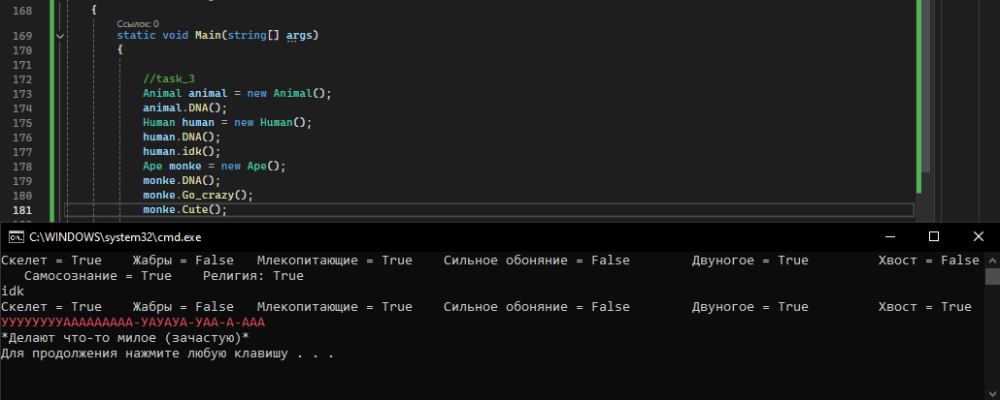 168 {
Ссылок: 0
169 static void Main(string[] args)
170 {
171
172 //task_3
173 Animal animal = new Animal();
174 animal.DNA();
175 Human human = new Human();
176 human.DNA();
177 human.idk();
178 Ape monke = new Ape();
179 monke.DNA();
180 monke.Go_crazy();
181 monke.Cute();
C:\WINDOWS\system32\cmd.exe
Скелет = True    Жабры = False   Млекопитающие = True    Сильное обоняние = False        Двуногое = True         Хвост = False
   Самосознание = True    Религия: True
idk
Скелет = True    Жабры = False   Млекопитающие = True    Сильное обоняние = False        Двуногое = True         Хвост = True
УУУУУУУУААААААААА-УАУАУА-УАА-А-ААА
*Делают что-то милое (зачастую)*
Для продолжения нажмите любую клавишу . . .